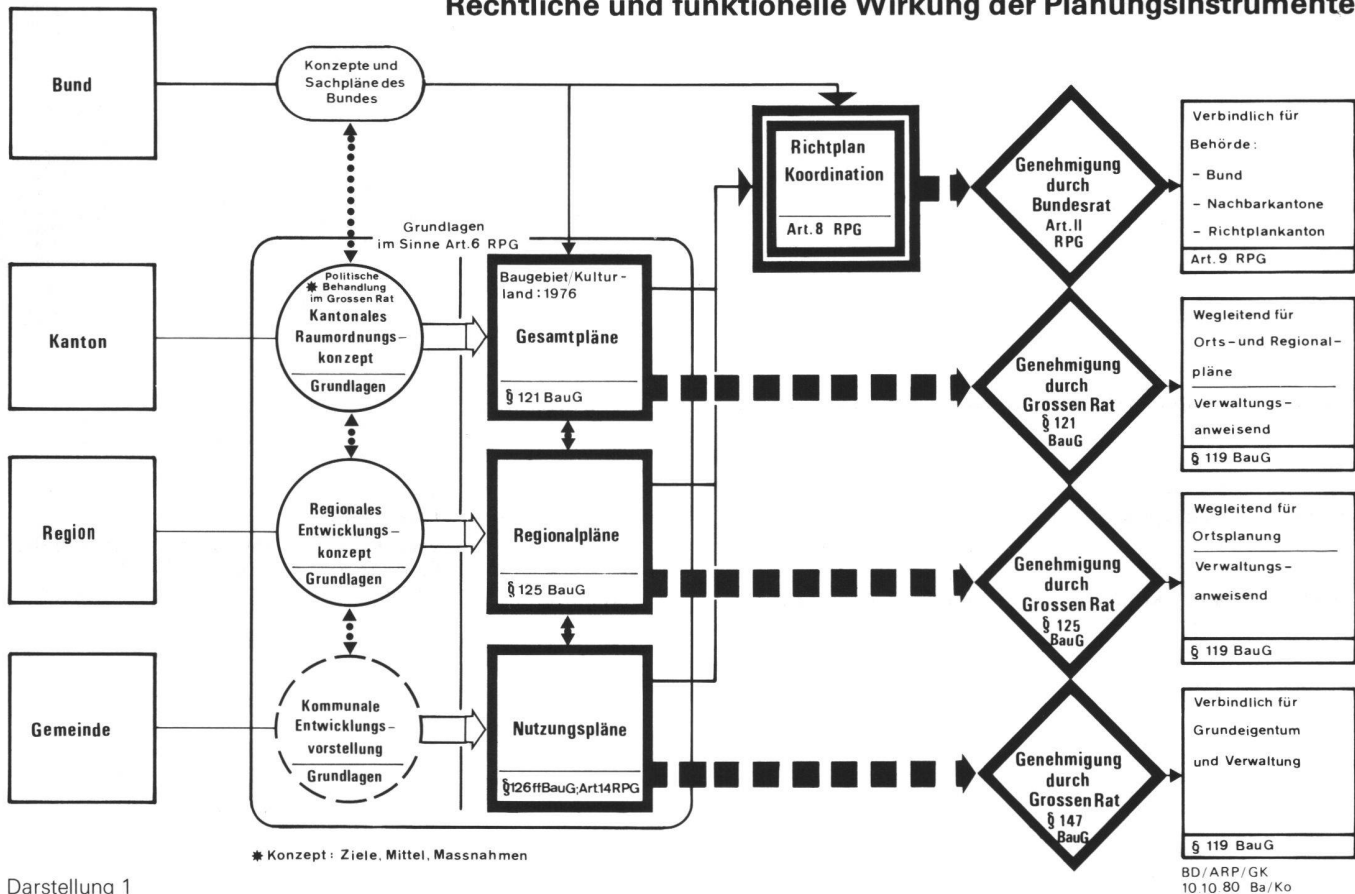 Rechtliche und funktionelle Wirkung der Planungsinstrumente
Bund
Konzepte und
Sachpläne des
Bundes
Richtplan
Koordination
Art. 8 RPG
Genehmigung
durch
Bundesrat
Art. II
RPG
Verbindlich für
Behörde:
- Bund
- Nachbarkantone
- Richtplankanton
Art. 9 RPG
Grundlagen
im Sinne Art. 6 RPG
Kanton
Politische
✱ Behandlung
im Grossen Rat
Kantonales
Raumordnungs-
konzept
Grundlagen
Baugebiet/Kultur-
land: 1976
Gesamtpläne
§ 121 BauG
Genehmigung
durch
Grossen Rat
§ 121
BauG
Wegleitend für
Orts- und Regional-
pläne
Verwaltungs-
anweisend
§ 119 BauG
Region
Regionales
Entwicklungs-
konzept
Grundlagen
Regionalpläne
§ 125 BauG
Genehmigung
durch
Grossen Rat
§ 125
BauG
Wegleitend für
Ortsplanung
Verwaltungs-
anweisend
§ 119 BauG
Gemeinde
Kommunale
Entwicklungs-
vorstellung
Grundlagen
Nutzungspläne
§126ffBauG;Art.14RPG
Genehmigung
durch
Grossen Rat
§ 147
BauG
Verbindlich für
Grundeigentum
und Verwaltung
§ 119 BauG
✱ Konzept: Ziele, Mittel, Massnahmen
BD/ARP/GK
10.10.80 Ba/Ko
Darstellung 1